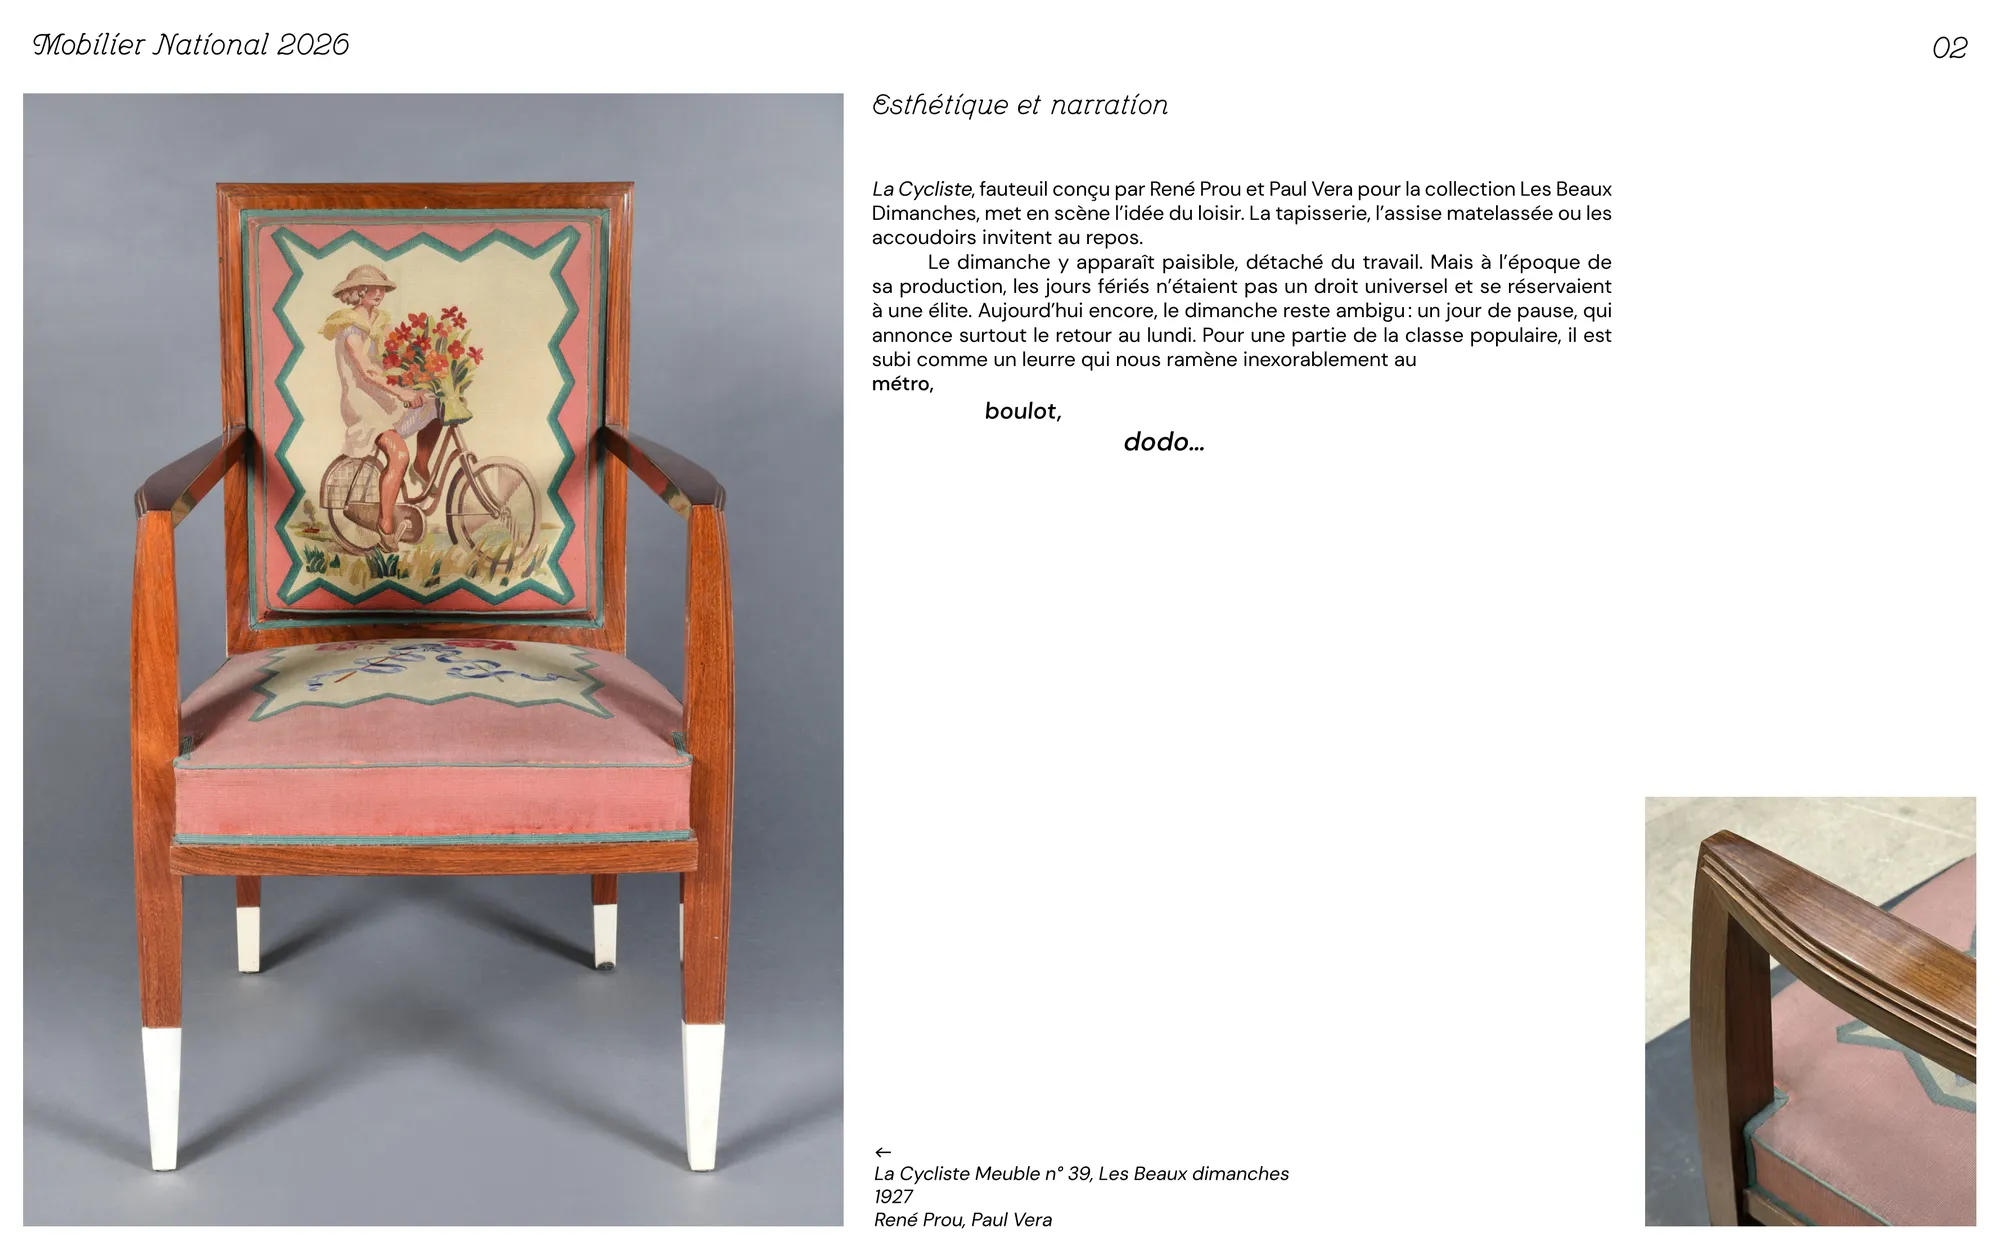 Mobilier National 2026
02
Esthétique et narration
La Cycliste, fauteuil conçu par René Prou et Paul Vera pour la collection Les Beaux
Dimanches, met en scène l’idée du loisir. La tapisserie, l’assise matelassée ou les
accoudoirs invitent au repos.
Le dimanche y apparaît paisible, détaché du travail. Mais à l’époque de
sa production, les jours fériés n’étaient pas un droit universel et se réservaient
à une élite. Aujourd’hui encore, le dimanche reste ambigu : un jour de pause, qui
annonce surtout le retour au lundi. Pour une partie de la classe populaire, il est
subi comme un leurre qui nous ramène inexorablement au
métro,
boulot,
dodo...
←
La Cycliste Meuble n° 39, Les Beaux dimanches
1927
René Prou, Paul Vera